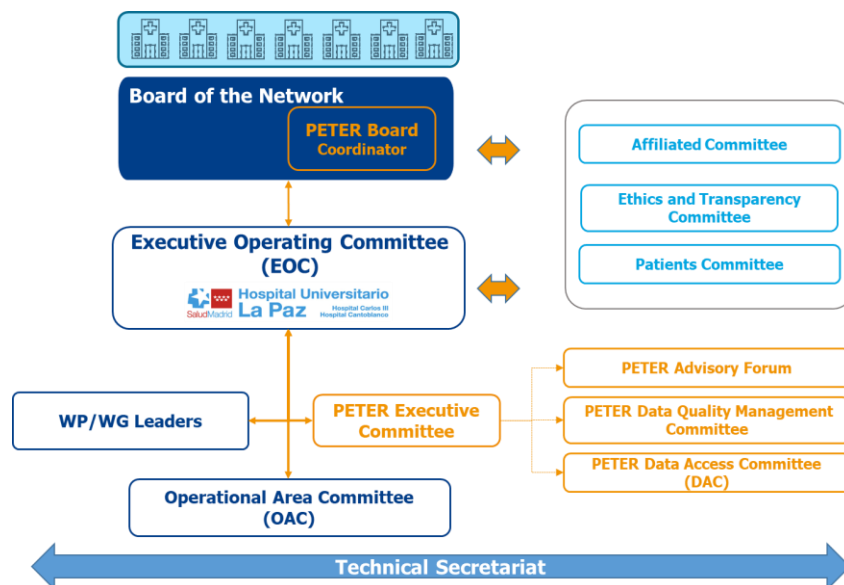 Board of the Network
PETER Board
Coordinator
Affiliated Committee
Ethics and Transparency
Committee
Patients Committee
Executive Operating Committee
(EOC)
SaludMadrid
Hospital Universitario
La Paz
Hospital Carlos III
Hospital Cantoblanco
WP/WG Leaders
PETER Executive
Committee
PETER Advisory Forum
PETER Data Quality Management
Committee
PETER Data Access Committee
(DAC)
Operational Area Committee
(OAC)
Technical Secretariat